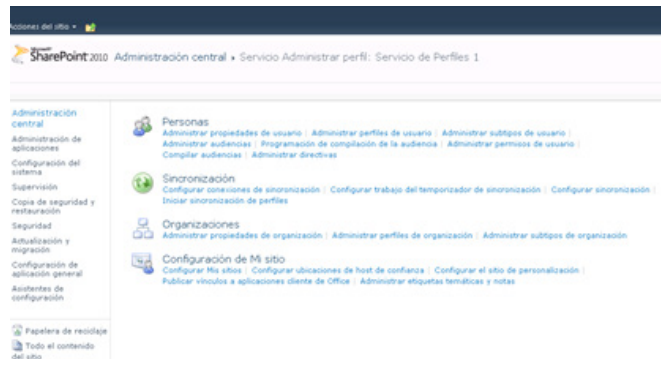 Acciones del sitio
Microsoft
SharePoint 2010 Administración central ▸ Servicio Administrar perfil: Servicio de Perfiles 1
Administración
central
Administración de
aplicaciones
Configuración del
sistema
Supervisión
Copia de seguridad y
restauración
Seguridad
Actualización y
migración
Configuración de
aplicación general
Asistentes de
configuración
Papelera de reciclaje
Todo el contenido
del sitio
Personas
Administrar propiedades de usuario | Administrar perfiles de usuario | Administrar subtipos de usuario |
Administrar audiencias | Programación de compilación de la audiencia | Administrar permisos de usuario |
Compilar audiencias | Administrar directivas
Sincronización
Configurar conexiones de sincronización | Configurar trabajo del temporizador de sincronización | Configurar sincronización |
Iniciar sincronización de perfiles
Organizaciones
Administrar propiedades de organización | Administrar perfiles de organización | Administrar subtipos de organización
Configuración de Mi sitio
Configurar Mis sitios | Configurar ubicaciones de host de confianza | Configurar el sitio de personalización |
Publicar vínculos a aplicaciones cliente de Office | Administrar etiquetas temáticas y notas